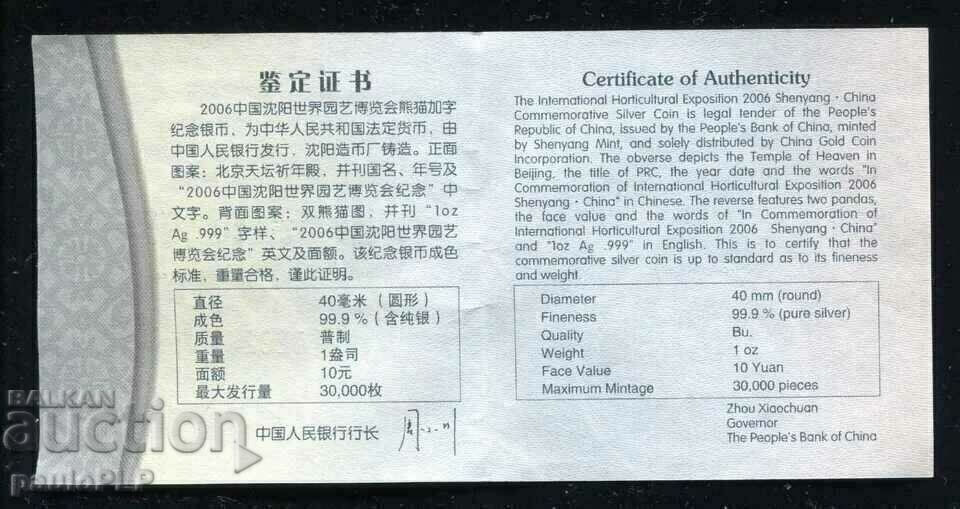 鉴定证书
2006中国沈阳世界园艺博览会熊猫加字
纪念银币，为中华人民共和国法定货币，由
中国人民银行发行，沈阳造币厂铸造。正面
图案：北京天坛祈年殿，并刊国名、年号及
“2006中国沈阳世界园艺博览会纪念”中
文字。背面图案：双熊猫图，并刊“1oz
Ag .999”字样、“2006中国沈阳世界园艺
博览会纪念”英文及面额。该纪念银币成色
标准，重量合格，谨此证明。
直径 40毫米（圆形）
成色 99.9%（含纯银）
质量 普制
重量 1盎司
面额 10元
最大发行量 30,000枚
中国人民银行行长
Certificate of Authenticity
The International Horticultural Exposition 2006 Shenyang · China
Commemorative Silver Coin is legal tender of the People's
Republic of China, issued by the People's Bank of China, minted
by Shenyang Mint, and solely distributed by China Gold Coin
Incorporation. The obverse depicts the Temple of Heaven in
Beijing, the title of PRC, the year date and the words "In
Commemoration of International Horticultural Exposition 2006
Shenyang · China" in Chinese. The reverse features two pandas,
the face value and the words of "In Commemoration of
International Horticultural Exposition 2006 Shenyang · China"
and "1oz Ag .999" in English. This is to certify that the
commemorative silver coin is up to standard as to its fineness
and weight.
Diameter 40 mm (round)
Fineness 99.9 % (pure silver)
Quality Bu.
Weight 1 oz
Face Value 10 Yuan
Maximum Mintage 30,000 pieces
Zhou Xiaochuan
Governor
The People's Bank of China
BALKAN
auction
pauloPLP